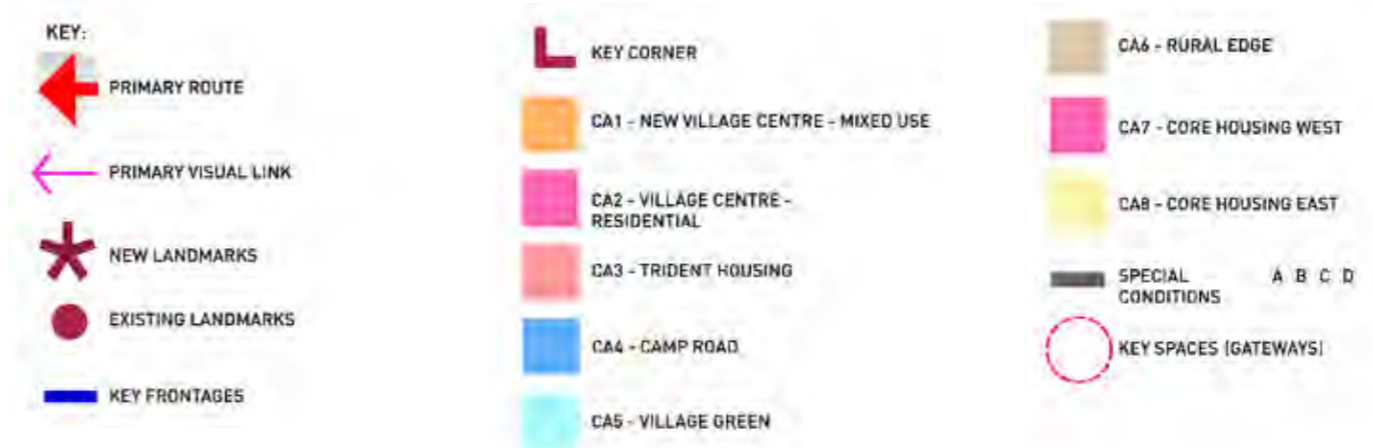 KEY:
PRIMARY ROUTE
PRIMARY VISUAL LINK
NEW LANDMARKS
EXISTING LANDMARKS
KEY FRONTAGES
KEY CORNER
CA1 - NEW VILLAGE CENTRE - MIXED USE
CA2 - VILLAGE CENTRE -
RESIDENTIAL
CA3 - TRIDENT HOUSING
CA4 - CAMP ROAD
CA5 - VILLAGE GREEN
CA6 - RURAL EDGE
CA7 - CORE HOUSING WEST
CA8 - CORE HOUSING EAST
SPECIAL A B C D
CONDITIONS
KEY SPACES (GATEWAYS)